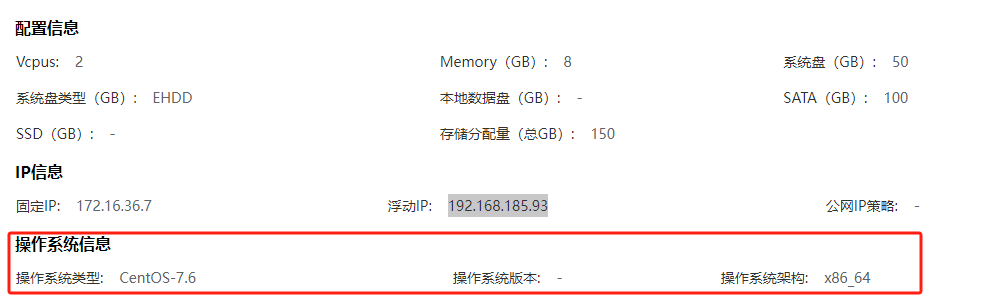 配置信息
Vcpus: 2 Memory（GB）: 8 系统盘（GB）: 50
系统盘类型（GB）: EHDD 本地数据盘（GB）: - SATA（GB）: 100
SSD（GB）: - 存储分配量（总GB）: 150
IP信息
固定IP: 172.16.36.7 浮动IP: 192.168.185.93 公网IP策略: -
操作系统信息
操作系统类型: CentOS-7.6 操作系统版本: - 操作系统架构: x86_64